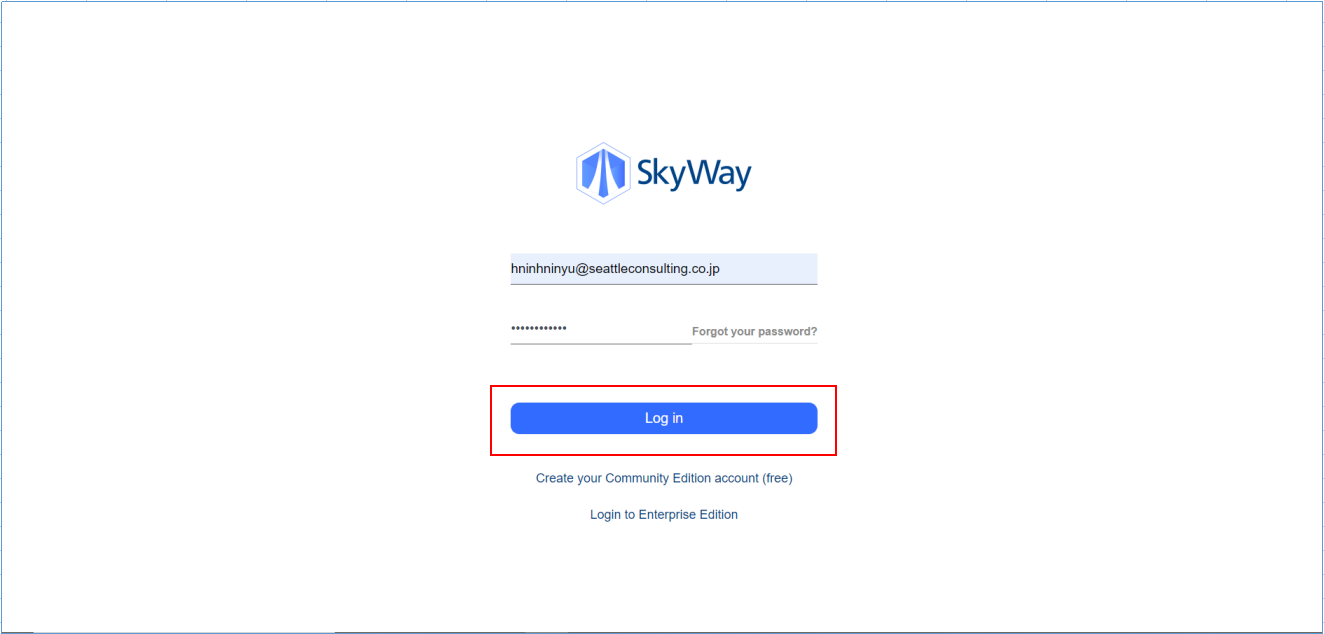 SkyWay
hninhninyu@seattleconsulting.co.jp
•••••••••••• Forgot your password?
Log in
Create your Community Edition account (free)
Login to Enterprise Edition